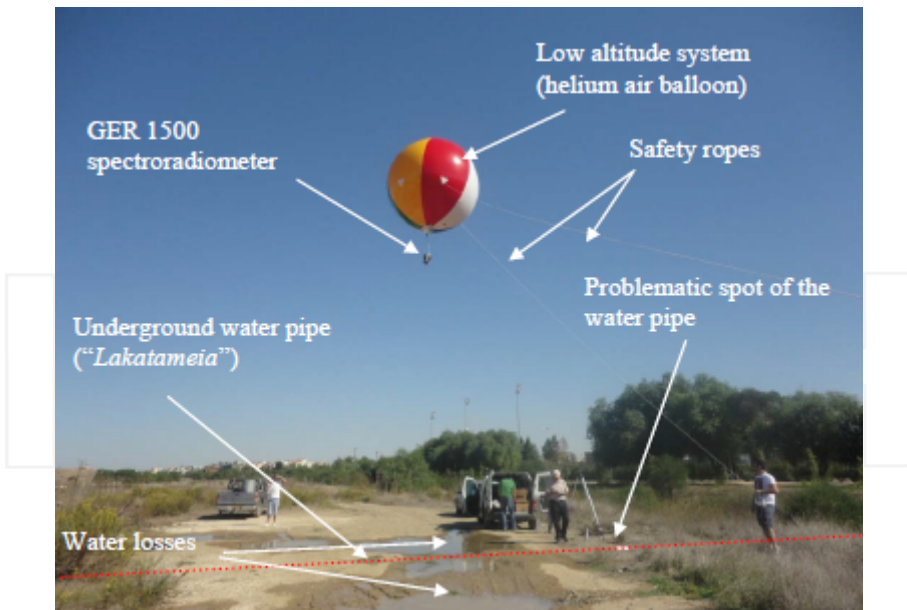 Low altitude system
(helium air balloon)
GER 1500
spectroradiometer
Safety ropes
Problematic spot of the
water pipe
Underground water pipe
(“Lakatameia”)
Water losses